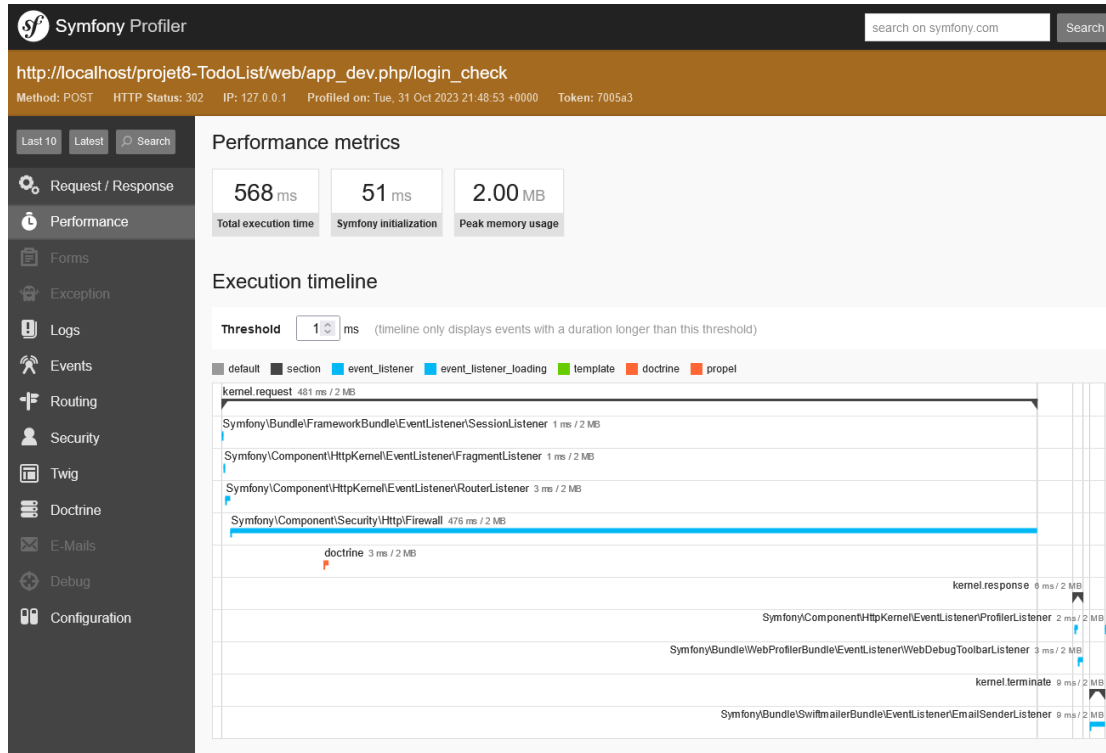 sf Symfony Profiler
search on symfony.com
Search
http://localhost/projet8-TodoList/web/app_dev.php/login_check
Method: POST HTTP Status: 302 IP: 127.0.0.1 Profiled on: Tue, 31 Oct 2023 21:48:53 +0000 Token: 7005a3
Last 10 Latest Search
Request / Response
Performance
Forms
Exception
Logs
Events
Routing
Security
Twig
Doctrine
E-Mails
Debug
Configuration
Performance metrics
568 ms
Total execution time
51 ms
Symfony initialization
2.00 MB
Peak memory usage
Execution timeline
Threshold 1 ms (timeline only displays events with a duration longer than this threshold)
default section event_listener event_listener_loading template doctrine propel
kernel.request 481 ms / 2 MB
Symfony\Bundle\FrameworkBundle\EventListener\SessionListener 1 ms / 2 MB
Symfony\Component\HttpKernel\EventListener\FragmentListener 1 ms / 2 MB
Symfony\Component\HttpKernel\EventListener\RouterListener 3 ms / 2 MB
Symfony\Component\Security\Http\Firewall 476 ms / 2 MB
doctrine 3 ms / 2 MB
kernel.response 6 ms / 2 MB
Symfony\Component\HttpKernel\EventListener\ProfilerListener 2 ms / 2 MB
Symfony\Bundle\WebProfilerBundle\EventListener\WebDebugToolbarListener 3 ms / 2 MB
kernel.terminate 9 ms / 2 MB
Symfony\Bundle\SwiftmailerBundle\EventListener\EmailSenderListener 9 ms / 2 MB